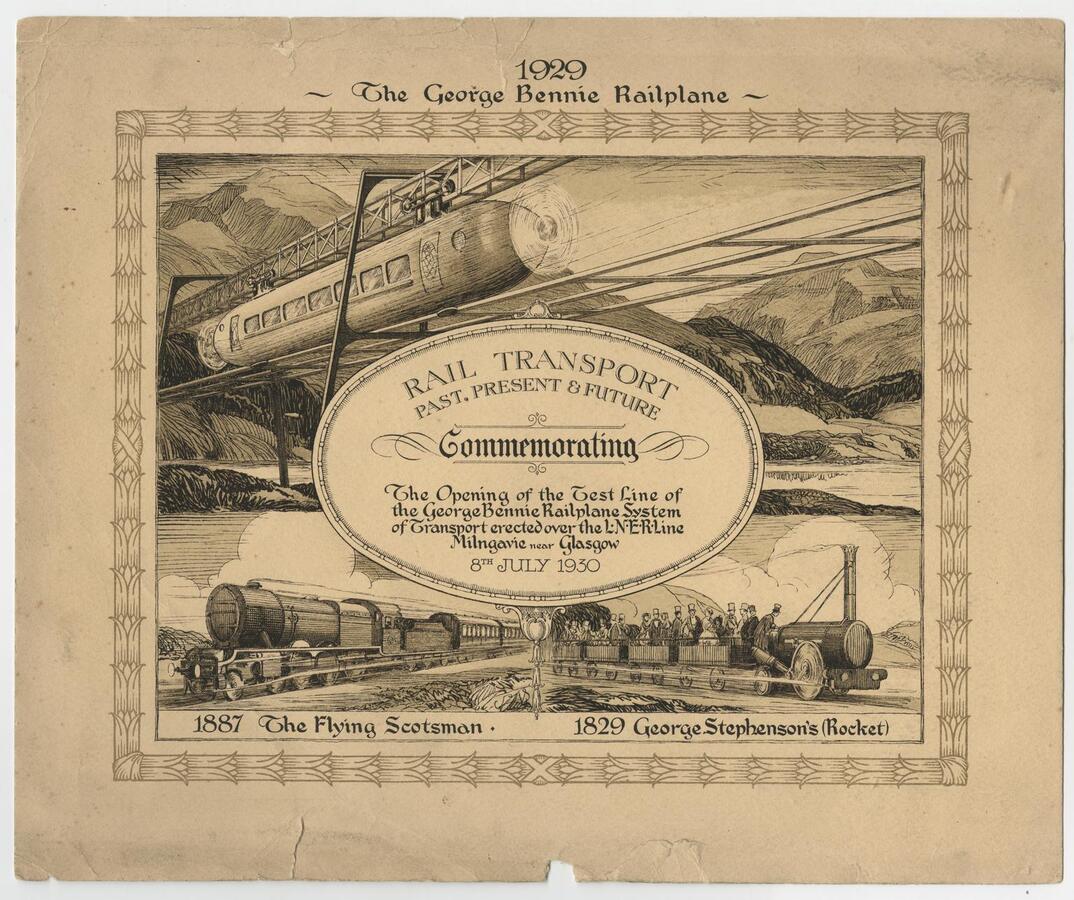 1929
~ The George Bennie Railplane ~
RAIL TRANSPORT
PAST, PRESENT & FUTURE
Commemorating
The Opening of the Test Line of
the George Bennie Railplane System
of Transport erected over the L·N·E·R·Line
Milngavie near Glasgow
8TH JULY 1930
1887 The Flying Scotsman ·
1829 George Stephenson's (Rocket)